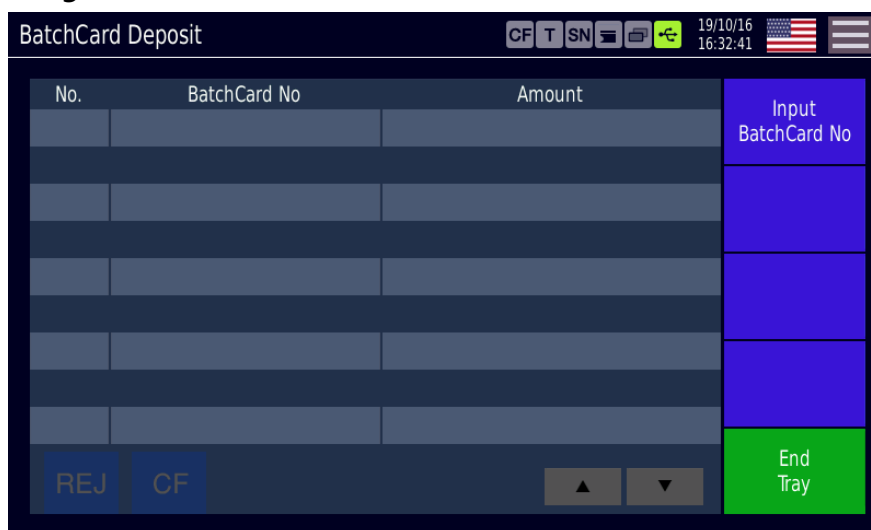 BatchCard Deposit
CF T SN
19/10/16
16:32:41
No. BatchCard No Amount
Input
BatchCard No
REJ CF ▲ ▼
End
Tray